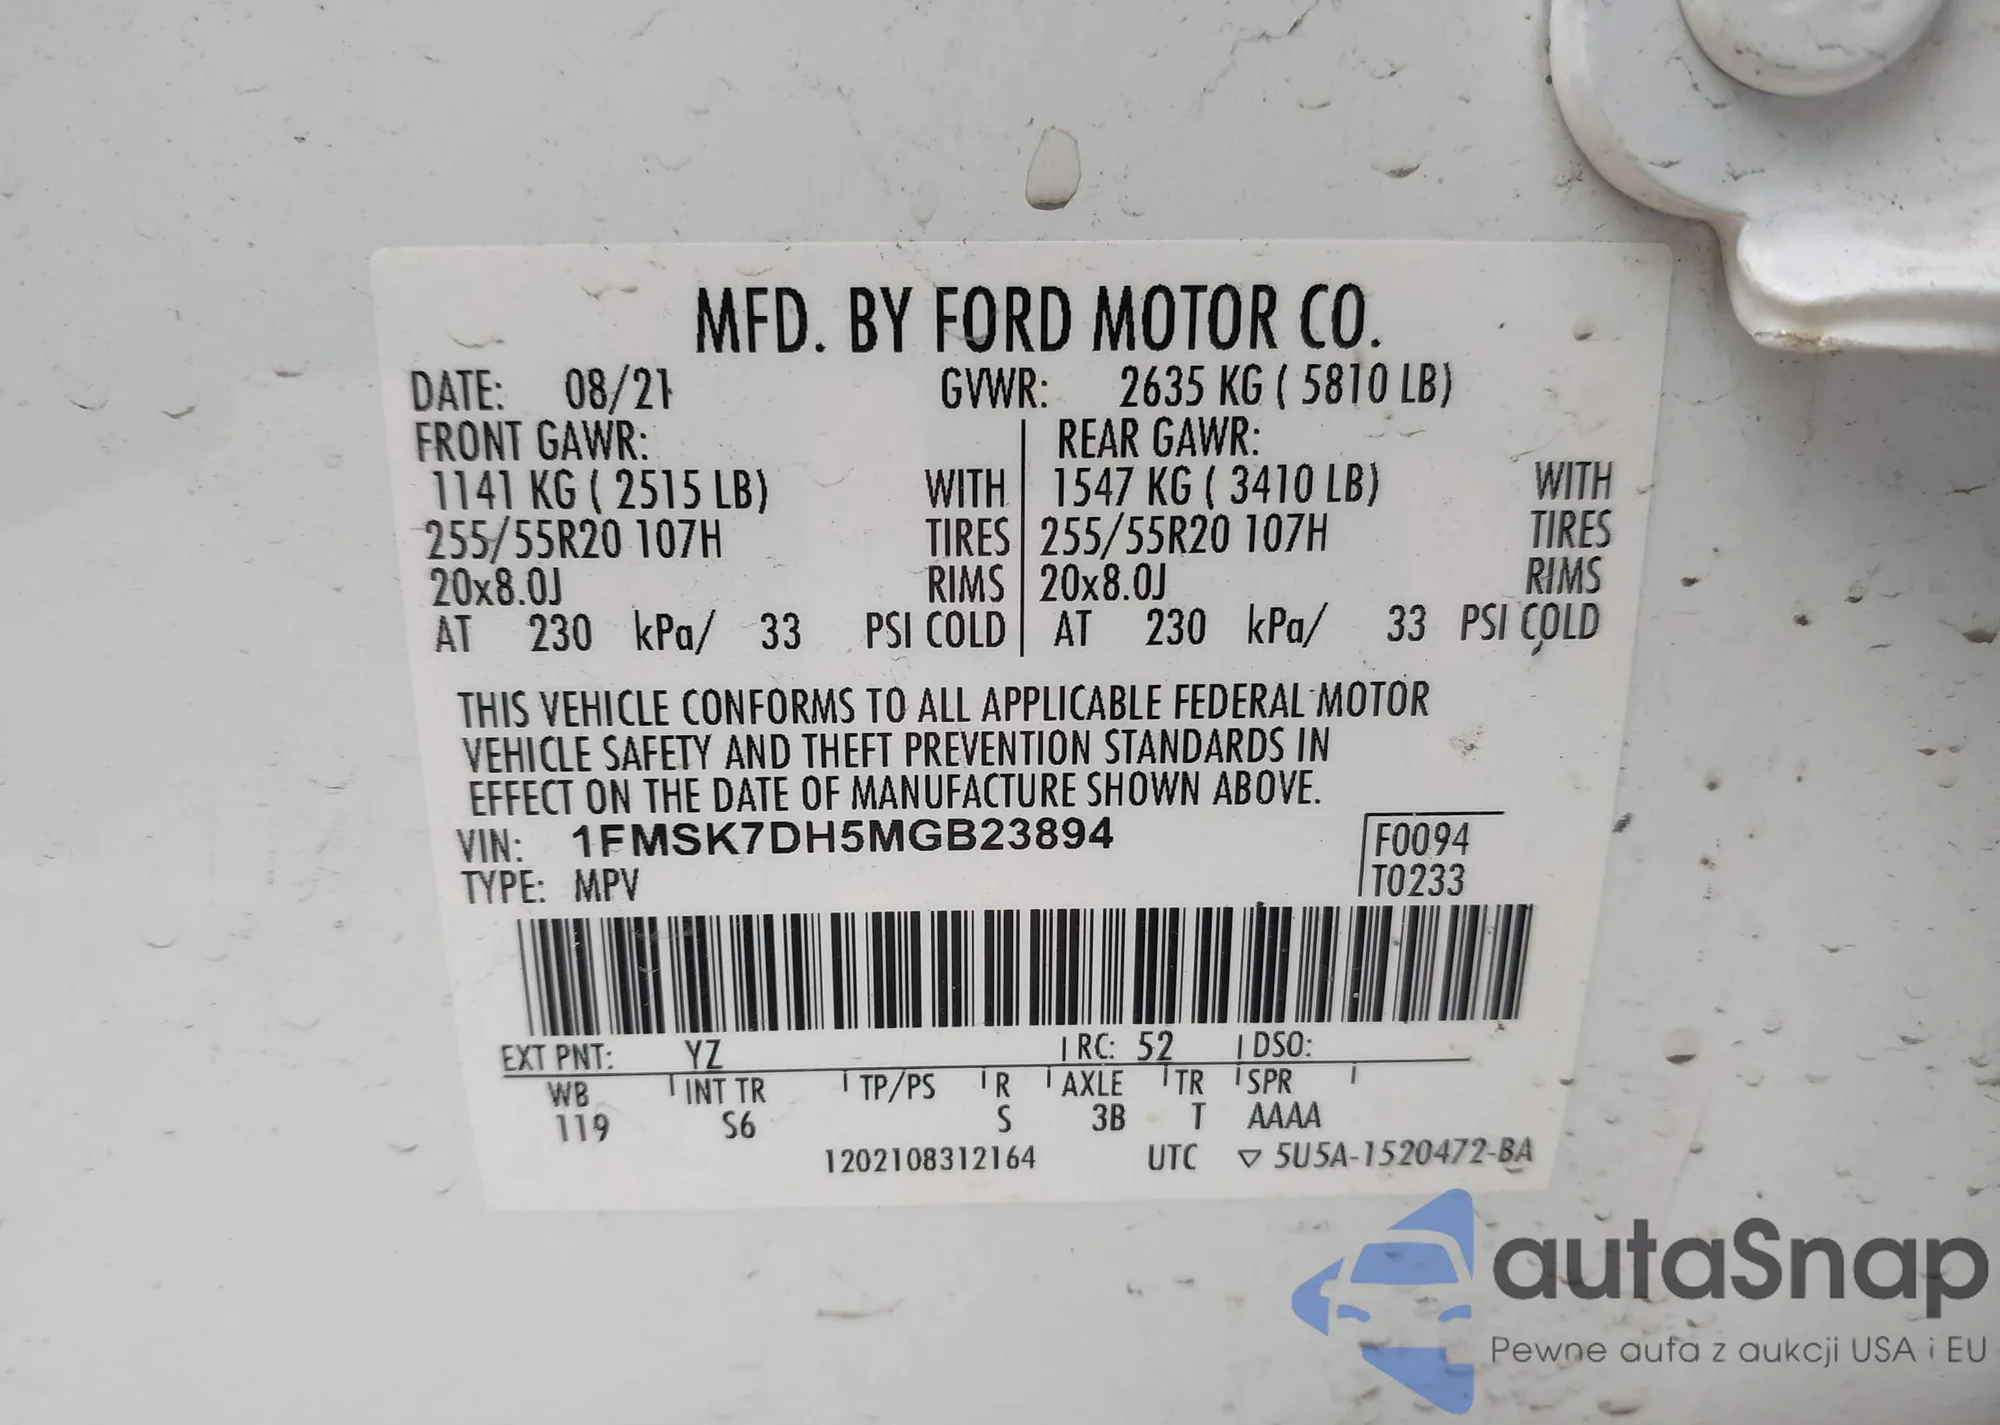 MFD. BY FORD MOTOR CO.
DATE: 08/21 GVWR: 2635 KG ( 5810 LB)
FRONT GAWR: REAR GAWR:
1141 KG ( 2515 LB) WITH 1547 KG ( 3410 LB) WITH
255/55R20 107H TIRES 255/55R20 107H TIRES
20x8.0J RIMS 20x8.0J RIMS
AT 230 kPa/ 33 PSI COLD AT 230 kPa/ 33 PSI COLD
THIS VEHICLE CONFORMS TO ALL APPLICABLE FEDERAL MOTOR
VEHICLE SAFETY AND THEFT PREVENTION STANDARDS IN
EFFECT ON THE DATE OF MANUFACTURE SHOWN ABOVE.
VIN: 1FMSK7DH5MGB23894 F0094
TYPE: MPV T0233
EXT PNT: YZ RC: 52 DSO:
WB INT TR TP/PS R AXLE TR SPR
119 S6 S 3B T AAAA
1202108312164 UTC ▽ 5U5A-1520472-BA
autaSnap
Pewne auta z aukcji USA i EU